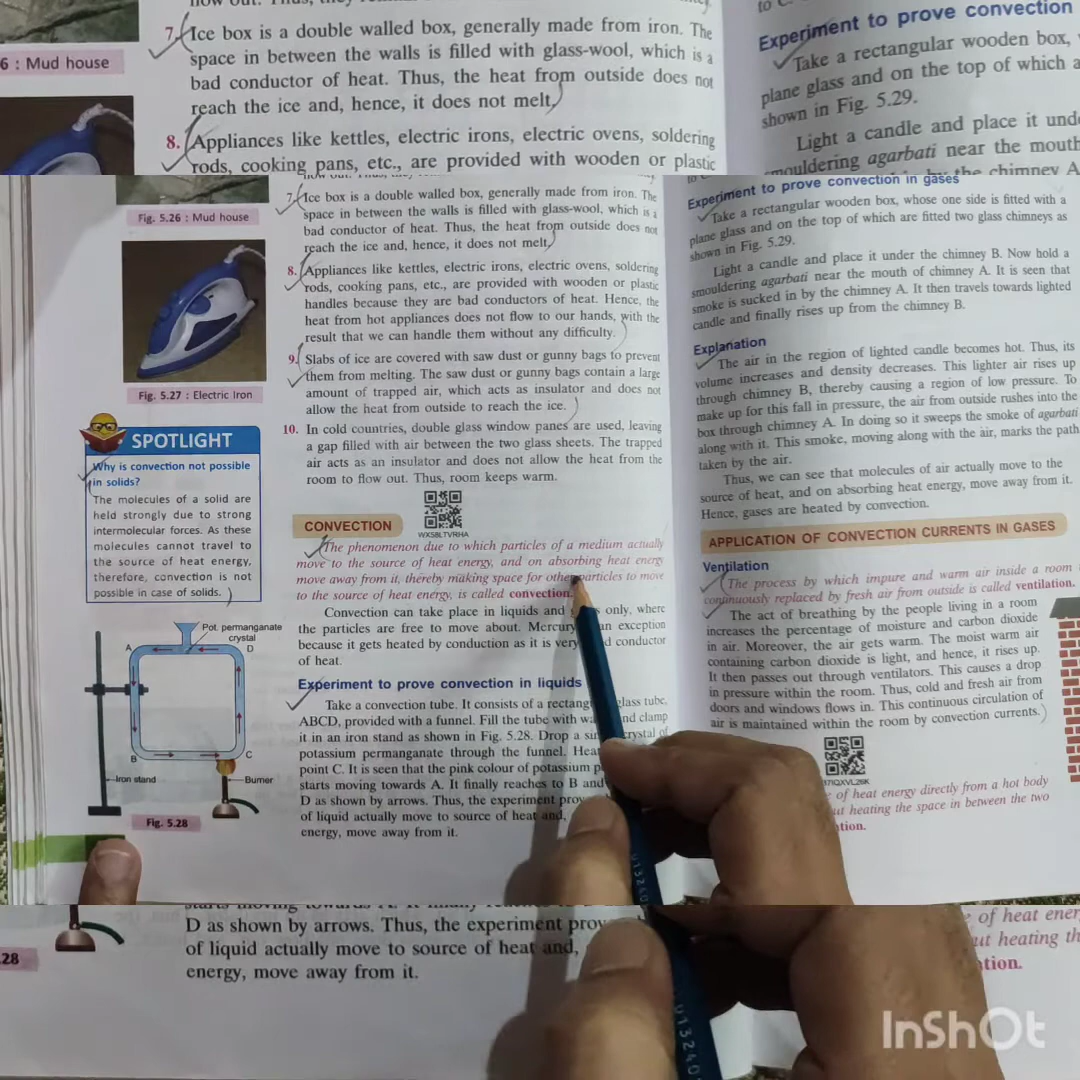 now out. Thus, they
7. Ice box is a double walled box, generally made from iron. The
space in between the walls is filled with glass-wool, which is a
bad conductor of heat. Thus, the heat from outside does not
reach the ice and, hence, it does not melt.
8. Appliances like kettles, electric irons, electric ovens, soldering
rods, cooking pans, etc., are provided with wooden or plastic
6 : Mud house
to
Experiment to prove convection
Take a rectangular wooden box,
plane glass and on the top of which a
shown in Fig. 5.29.
Light a candle and place it unde
smouldering agarbati near the mouth
by the chimney A
Fig. 5.26 : Mud house
Fig. 5.27 : Electric Iron
SPOTLIGHT
Why is convection not possible
in solids?
The molecules of a solid are
held strongly due to strong
intermolecular forces. As these
molecules cannot travel to
the source of heat energy,
therefore, convection is not
possible in case of solids.
Pot. permanganate
crystal
A
D
B
C
Iron stand
Burner
Fig. 5.28
7. Ice box is a double walled box, generally made from iron. The
space in between the walls is filled with glass-wool, which is a
bad conductor of heat. Thus, the heat from outside does not
reach the ice and, hence, it does not melt.
8. Appliances like kettles, electric irons, electric ovens, soldering
rods, cooking pans, etc., are provided with wooden or plastic
handles because they are bad conductors of heat. Hence, the
heat from hot appliances does not flow to our hands, with the
result that we can handle them without any difficulty.
9. Slabs of ice are covered with saw dust or gunny bags to prevent
them from melting. The saw dust or gunny bags contain a large
amount of trapped air, which acts as insulator and does not
allow the heat from outside to reach the ice.
10. In cold countries, double glass window panes are used, leaving
a gap filled with air between the two glass sheets. The trapped
air acts as an insulator and does not allow the heat from the
room to flow out. Thus, room keeps warm.
CONVECTION
WXS8LTVRHA
The phenomenon due to which particles of a medium actually
move to the source of heat energy, and on absorbing heat energy
move away from it, thereby making space for other particles to move
to the source of heat energy, is called convection.
Convection can take place in liquids and only, where
the particles are free to move about. Mercury an exception
because it gets heated by conduction as it is very conductor
of heat.
Experiment to prove convection in liquids
Take a convection tube. It consists of a rectang glass tube,
ABCD, provided with a funnel. Fill the tube with wa nd clamp
it in an iron stand as shown in Fig. 5.28. Drop a crystal of
potassium permanganate through the funnel. Heat
point C. It is seen that the pink colour of potassium p
starts moving towards A. It finally reaches to B and
D as shown by arrows. Thus, the experiment prov
of liquid actually move to source of heat and,
energy, move away from it.
Experiment to prove convection in gases
Take a rectangular wooden box, whose one side is fitted with a
plane glass and on the top of which are fitted two glass chimneys as
shown in Fig. 5.29.
Light a candle and place it under the chimney B. Now hold a
smouldering agarbati near the mouth of chimney A. It is seen that
smoke is sucked in by the chimney A. It then travels towards lighted
candle and finally rises up from the chimney B.
Explanation
The air in the region of lighted candle becomes hot. Thus, its
volume increases and density decreases. This lighter air rises up
through chimney B, thereby causing a region of low pressure. To
make up for this fall in pressure, the air from outside rushes into the
box through chimney A. In doing so it sweeps the smoke of agarbati
along with it. This smoke, moving along with the air, marks the path
taken by the air.
Thus, we can see that molecules of air actually move to the
source of heat, and on absorbing heat energy, move away from it.
Hence, gases are heated by convection.
APPLICATION OF CONVECTION CURRENTS IN GASES
Ventilation
The process by which impure and warm air inside a room
continuously replaced by fresh air from outside is called ventilation.
The act of breathing by the people living in a room
increases the percentage of moisture and carbon dioxide
in air. Moreover, the air gets warm. The moist warm air
containing carbon dioxide is light, and hence, it rises up.
It then passes out through ventilators. This causes a drop
in pressure within the room. Thus, cold and fresh air from
doors and windows flows in. This continuous circulation of
air is maintained within the room by convection currents.
of heat energy directly from a hot body
ut heating the space in between the two
tion.
28
D as shown by arrows. Thus, the experiment prov
of liquid actually move to source of heat and,
energy, move away from it.
of heat ener
ut heating th
tion.
InShOt